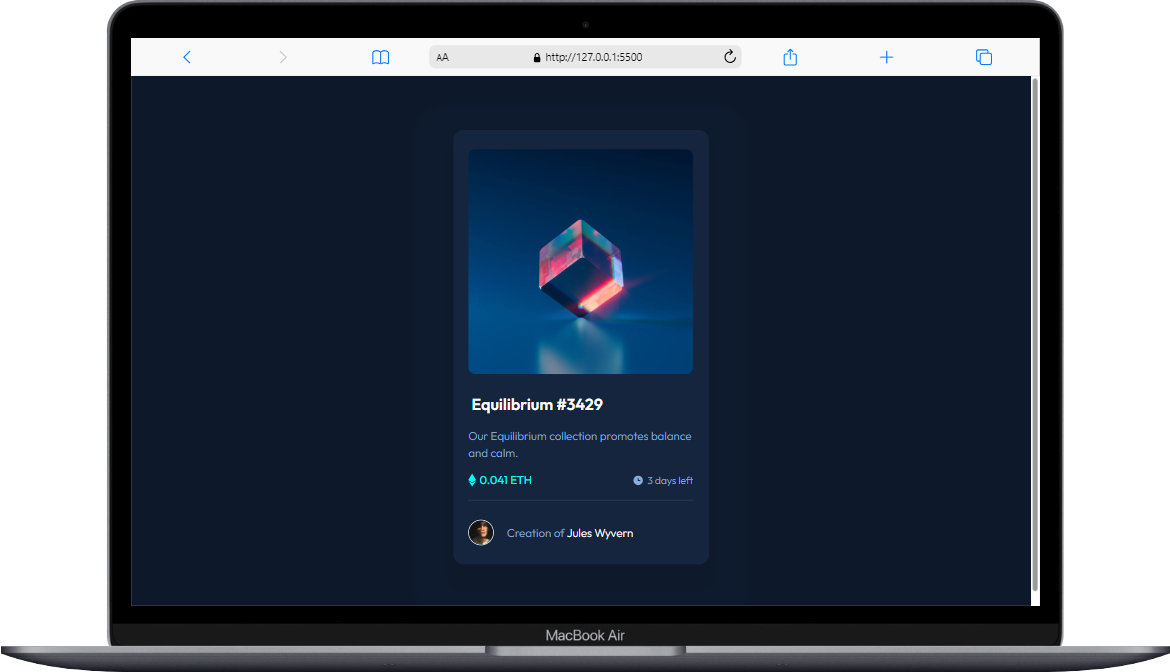 AA http://127.0.0.1:5500
Equilibrium #3429
Our Equilibrium collection promotes balance
and calm.
0.041 ETH 3 days left
Creation of Jules Wyvern
MacBook Air